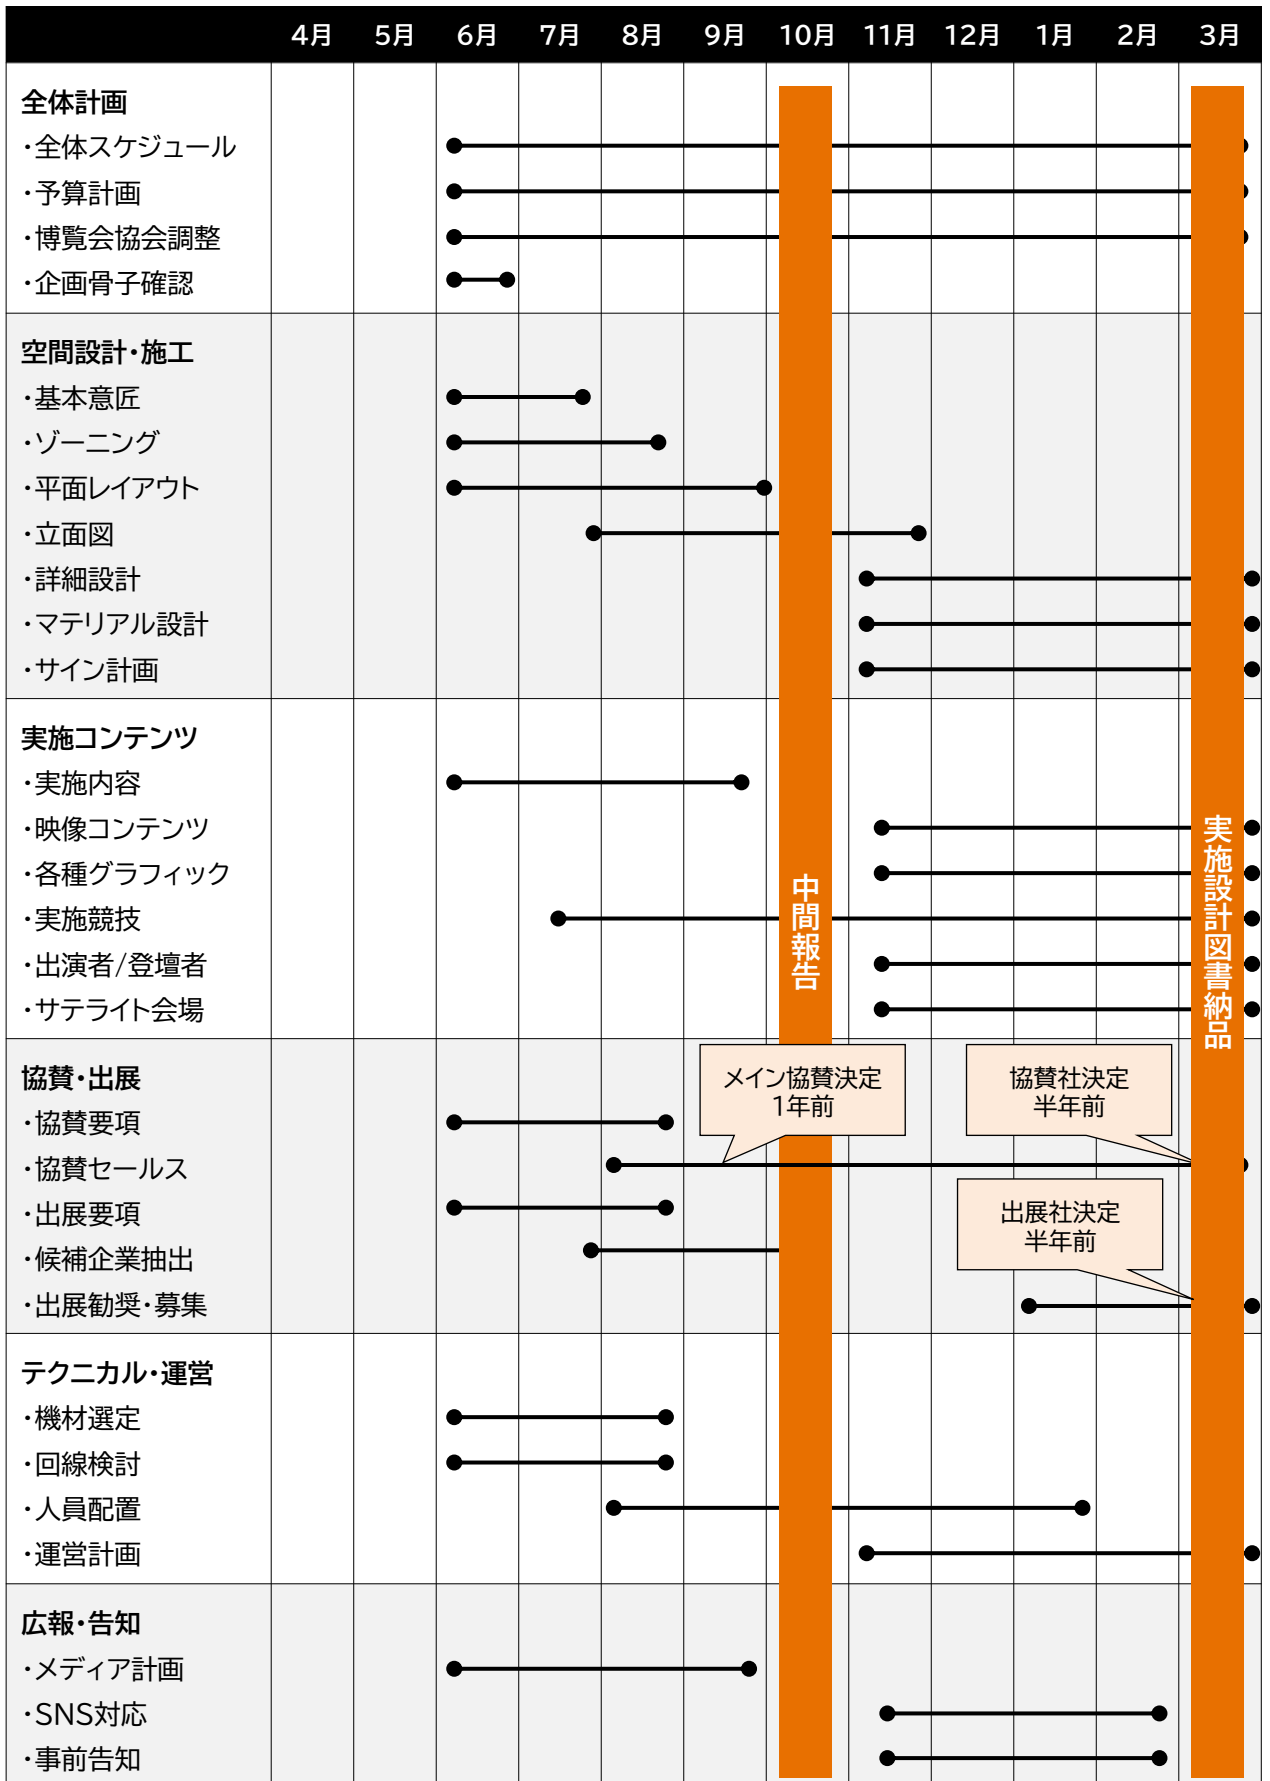 4月 5月 6月 7月 8月 9月 10月 11月 12月 1月 2月 3月
全体計画
・全体スケジュール
・予算計画
・博覧会協会調整
・企画骨子確認
空間設計・施工
・基本意匠
・ゾーニング
・平面レイアウト
・立面図
・詳細設計
・マテリアル設計
・サイン計画
実施コンテンツ
・実施内容
・映像コンテンツ
・各種グラフィック
・実施競技
・出演者/登壇者
・サテライト会場
中間報告
実施設計図書納品
協賛・出展
・協賛要項
・協賛セールス
・出展要項
・候補企業抽出
・出展勧奨・募集
メイン協賛決定
1年前
協賛社決定
半年前
出展社決定
半年前
テクニカル・運営
・機材選定
・回線検討
・人員配置
・運営計画
広報・告知
・メディア計画
・SNS対応
・事前告知